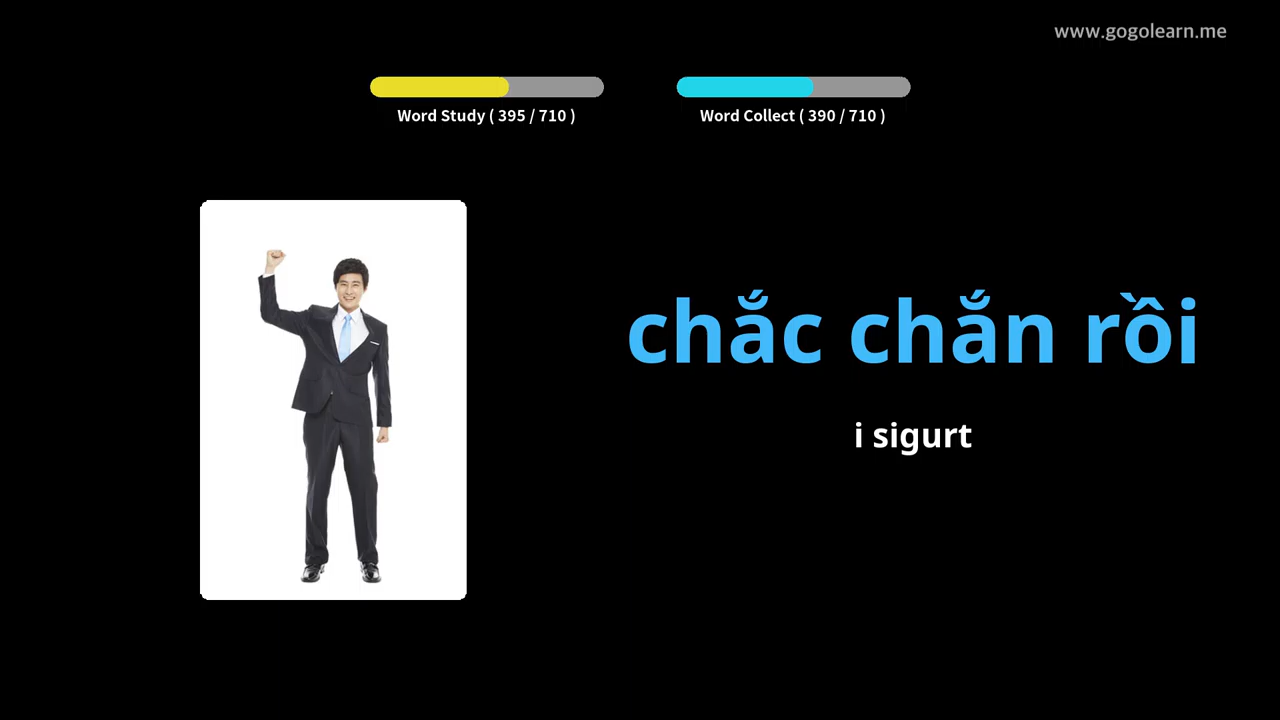 www.gogolearn.me
Word Study ( 395 / 710 )
Word Collect ( 390 / 710 )
chắc chắn rồi
i sigurt